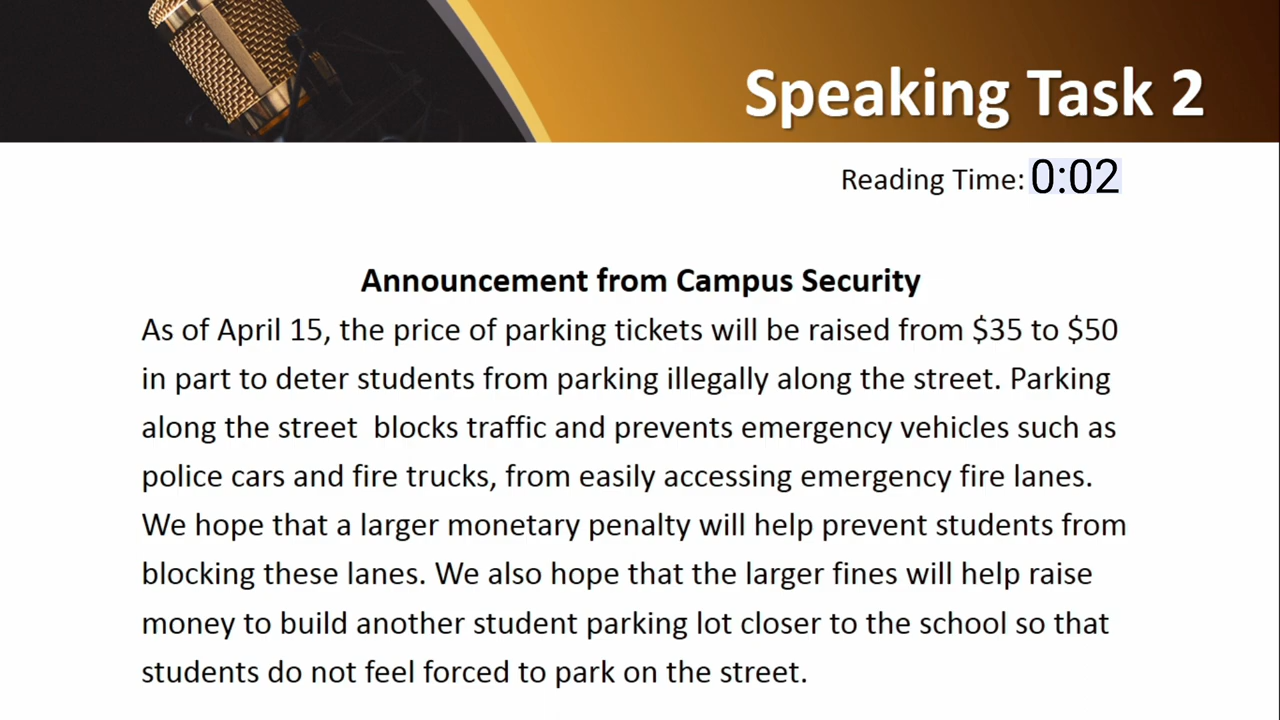 Speaking Task 2
Reading Time: 0:02
Announcement from Campus Security
As of April 15, the price of parking tickets will be raised from $35 to $50
in part to deter students from parking illegally along the street. Parking
along the street  blocks traffic and prevents emergency vehicles such as
police cars and fire trucks, from easily accessing emergency fire lanes.
We hope that a larger monetary penalty will help prevent students from
blocking these lanes. We also hope that the larger fines will help raise
money to build another student parking lot closer to the school so that
students do not feel forced to park on the street.